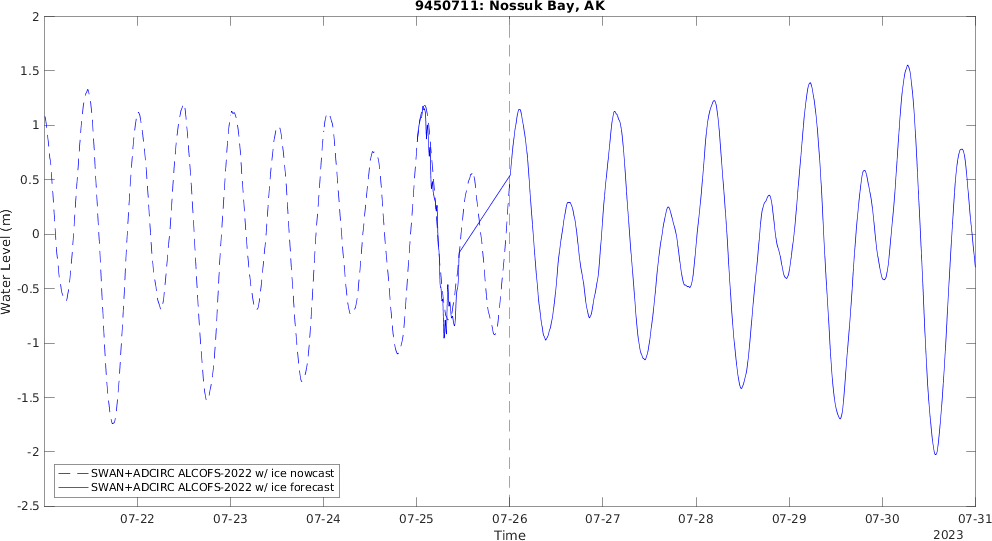 9450711: Nossuk Bay, AK
Water Level (m)
2
1.5
1
0.5
0
-0.5
-1
-1.5
-2
-2.5
SWAN+ADCIRC ALCOFS-2022 w/ ice nowcast
SWAN+ADCIRC ALCOFS-2022 w/ ice forecast
07-22 07-23 07-24 07-25 07-26 07-27 07-28 07-29 07-30 07-31
Time
2023